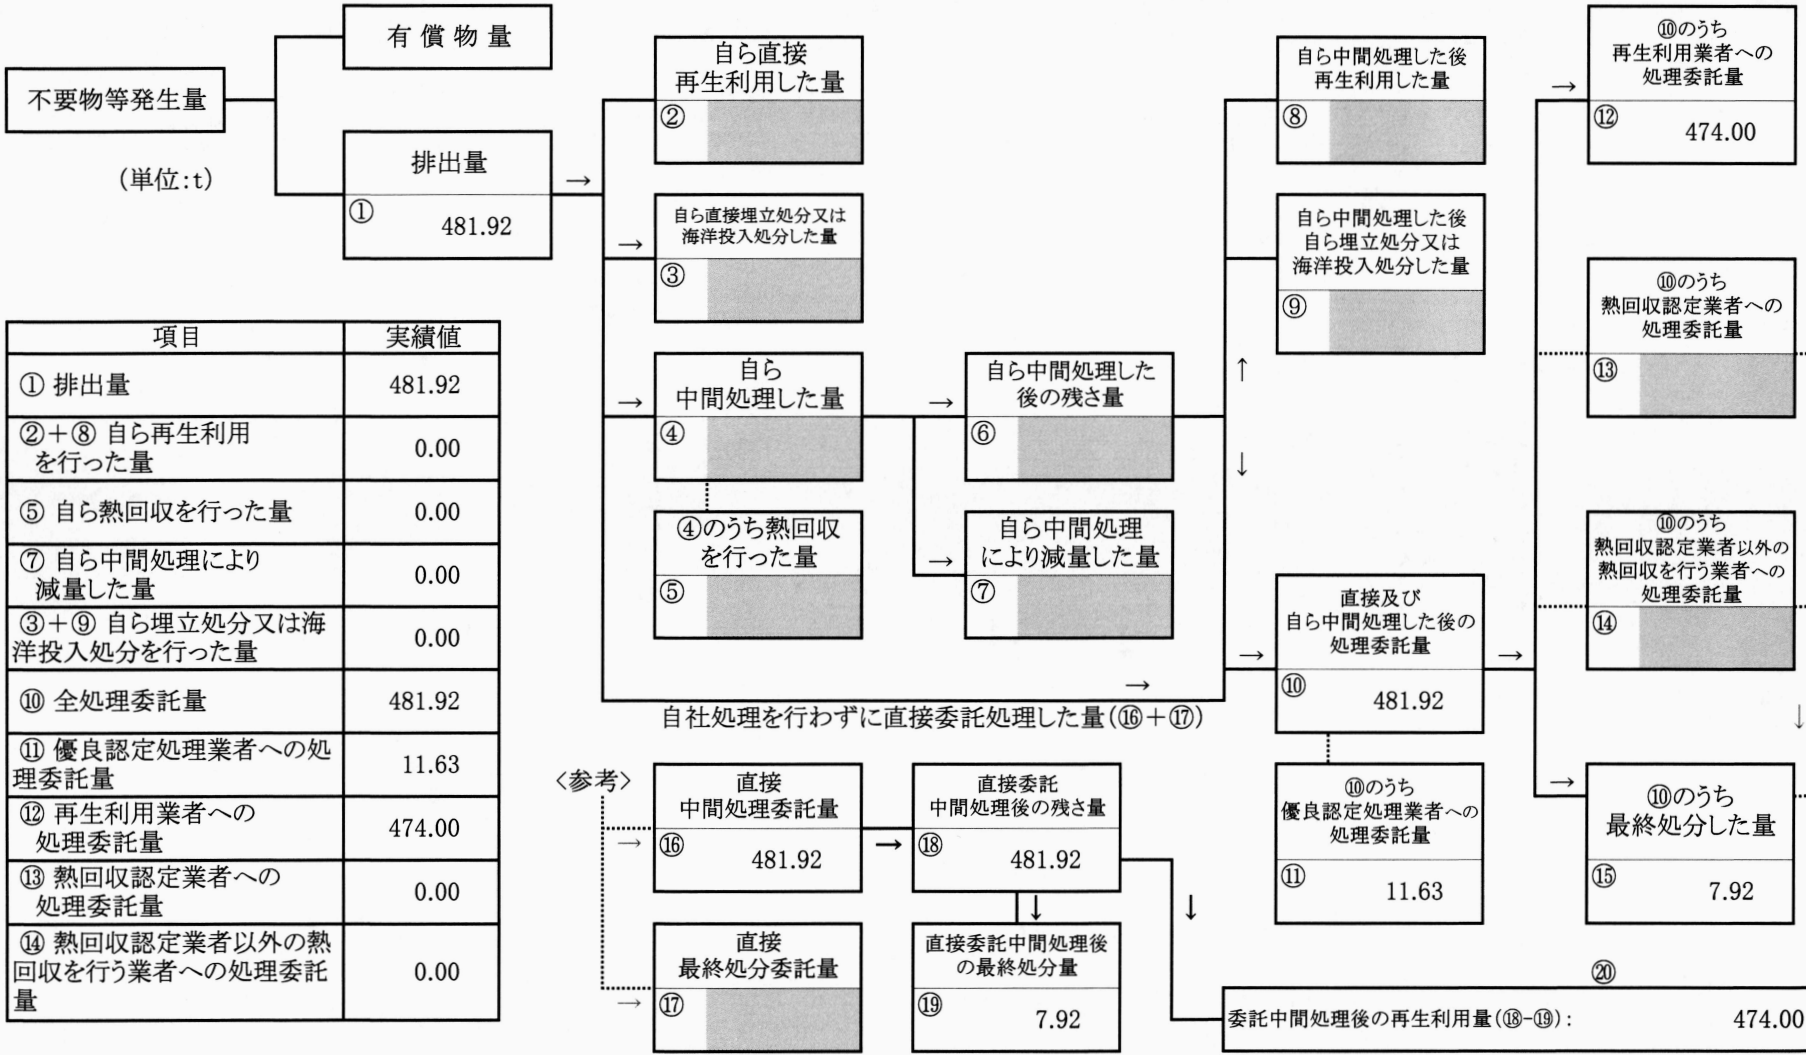 有償物量
不要物等発生量
(単位:t)
排出量
①
481.92
自ら直接
再生利用した量
②
自ら直接埋立処分又は
海洋投入処分した量
③
自ら
中間処理した量
④
④のうち熱回収
を行った量
⑤
自ら中間処理した
後の残さ量
⑥
自ら中間処理
により減量した量
⑦
自ら中間処理した後
再生利用した量
⑧
自ら中間処理した後
自ら埋立処分又は
海洋投入処分した量
⑨
直接及び
自ら中間処理した後の
処理委託量
⑩
481.92
⑩のうち
優良認定処理業者への
処理委託量
⑪
11.63
⑩のうち
再生利用業者への
処理委託量
⑫
474.00
⑩のうち
熱回収認定業者への
処理委託量
⑬
⑩のうち
熱回収認定業者以外の
熱回収を行う業者への
処理委託量
⑭
⑩のうち
最終処分した量
⑮
7.92
自社処理を行わずに直接委託処理した量(⑯+⑰)
<参考>
直接
中間処理委託量
⑯
481.92
直接
最終処分委託量
⑰
直接委託
中間処理後の残さ量
⑱
481.92
直接委託中間処理後
の最終処分量
⑲
7.92
⑳
委託中間処理後の再生利用量(⑱-⑲): 474.00
項目 実績値
① 排出量 481.92
②+⑧ 自ら再生利用
を行った量 0.00
⑤ 自ら熱回収を行った量 0.00
⑦ 自ら中間処理により
減量した量 0.00
③+⑨ 自ら埋立処分又は海
洋投入処分を行った量 0.00
⑩ 全処理委託量 481.92
⑪ 優良認定処理業者への処
理委託量 11.63
⑫ 再生利用業者への
処理委託量 474.00
⑬ 熱回収認定業者への
処理委託量 0.00
⑭ 熱回収認定業者以外の熱
回収を行う業者への処理委託
量 0.00